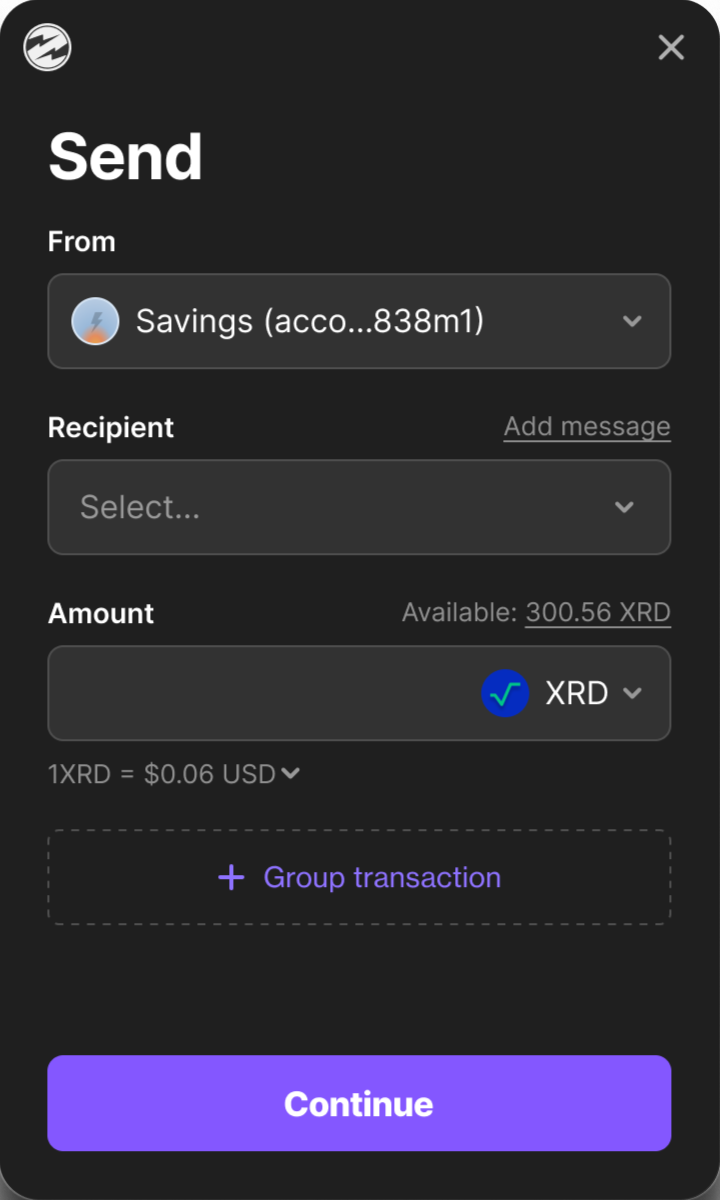 Send
From
Savings (acco...838m1)
Recipient Add message
Select...
Amount Available: 300.56 XRD
XRD
1XRD = $0.06 USD
+ Group transaction
Continue